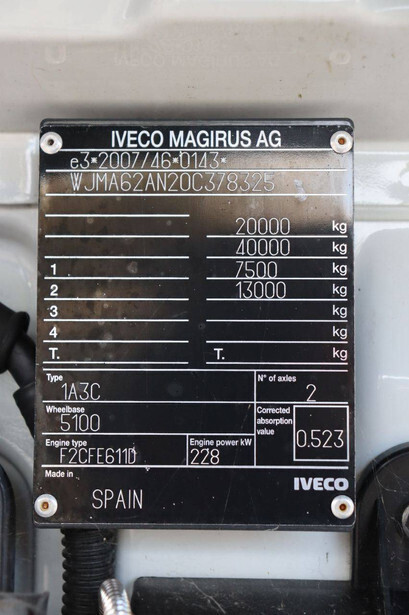 IVECO MAGIRUS AG
e3*2007/46*0143*
WJMA62AN20C378325
20000 kg
40000 kg
1 7500 kg
2 13000 kg
3 kg
4 kg
T. T. kg
Type N° of axles
1A3C 2
Wheelbase Corrected absorption value
5100 0.523
Engine type Engine power kW
F2CFE611D 228
Made in IVECO
SPAIN